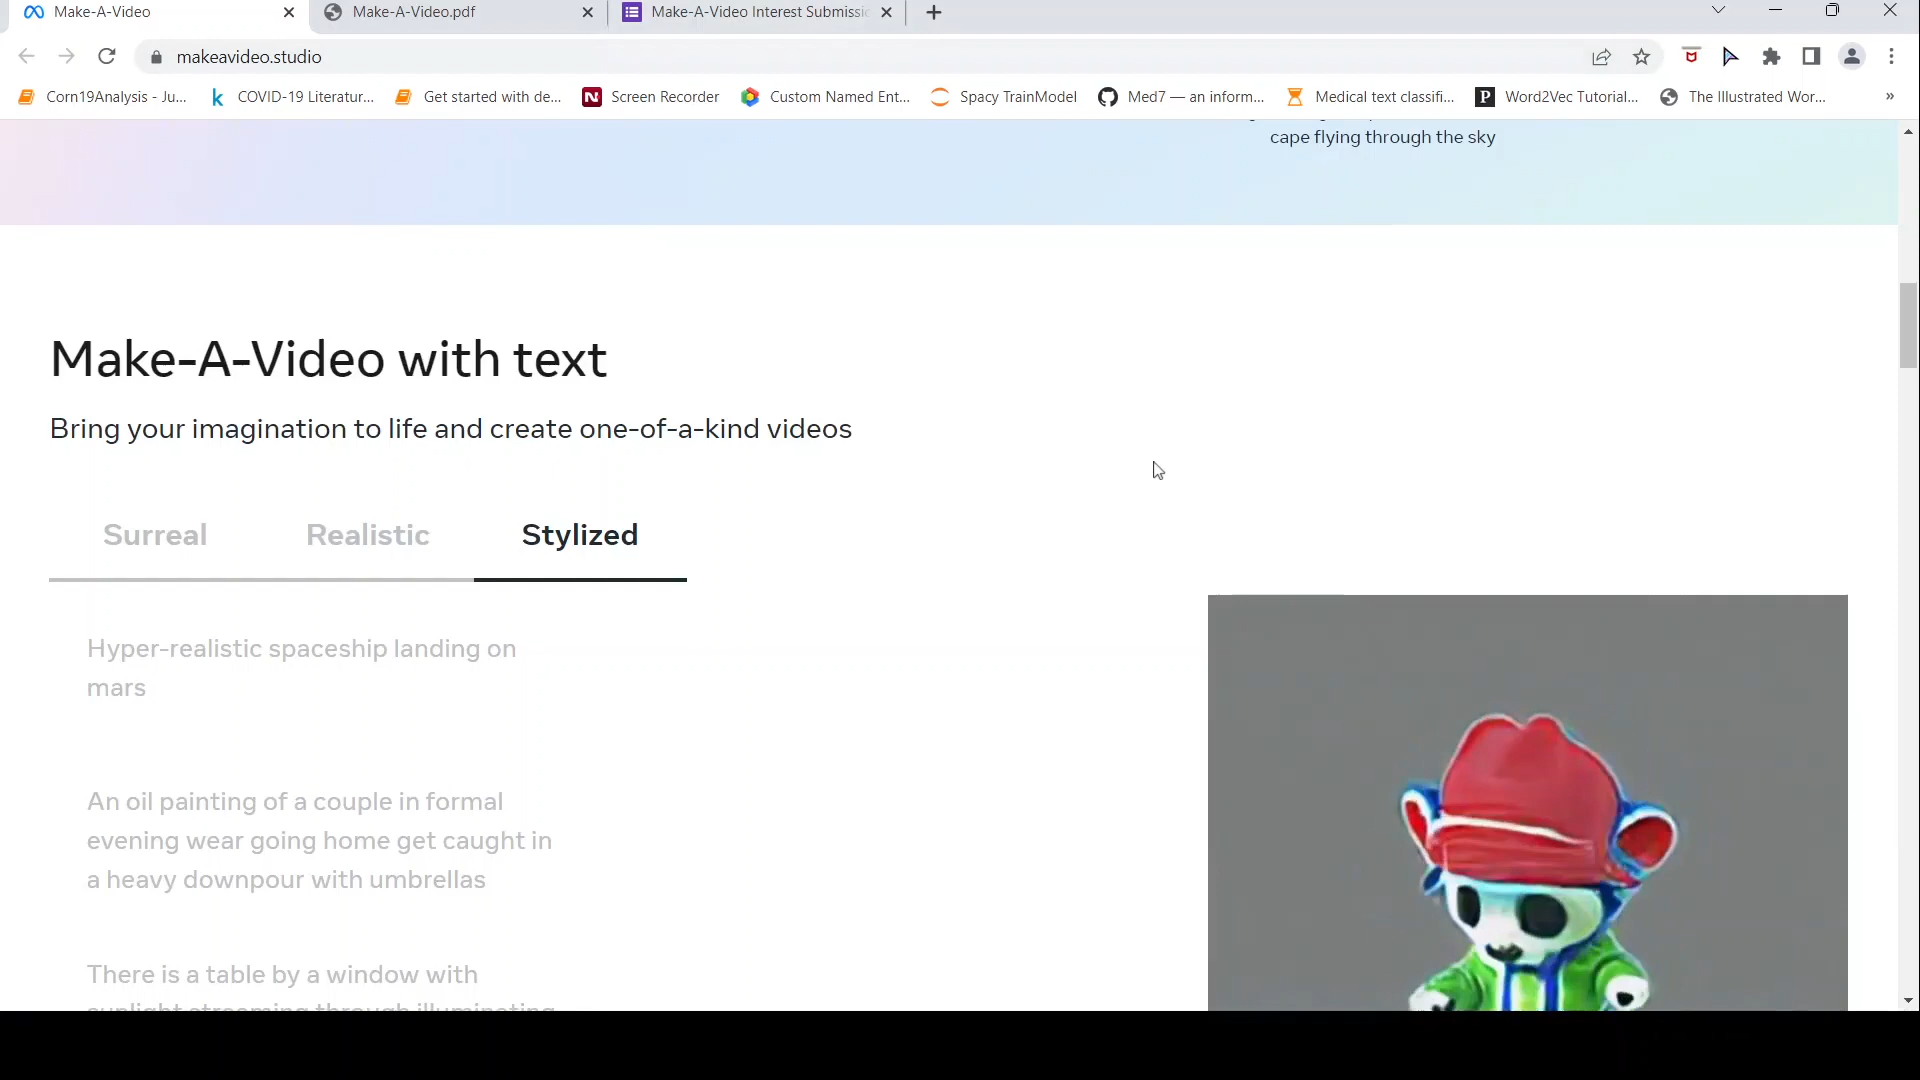 Make-A-Video
Make-A-Video.pdf
Make-A-Video Interest Submissi
makeavideo.studio
Corn19Analysis - Ju...
COVID-19 Literatur...
Get started with de...
Screen Recorder
Custom Named Ent...
Spacy TrainModel
Med7 — an inform...
Medical text classifi...
Word2Vec Tutorial...
The Illustrated Wor...
»
cape flying through the sky
Make-A-Video with text
Bring your imagination to life and create one-of-a-kind videos
Surreal
Realistic
Stylized
Hyper-realistic spaceship landing on
mars
An oil painting of a couple in formal
evening wear going home get caught in
a heavy downpour with umbrellas
There is a table by a window with
sunlight streaming through illuminating